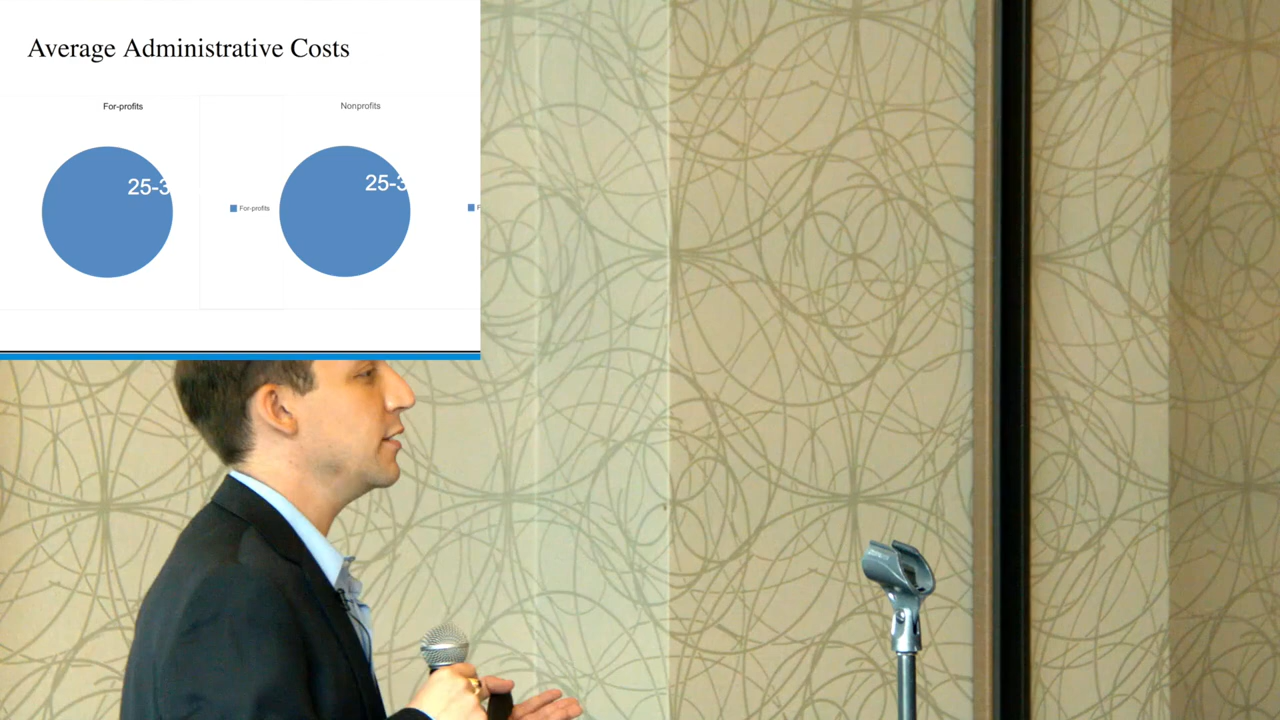 Average Administrative Costs
For-profits
Nonprofits
25-3
25-3
For-profits
F